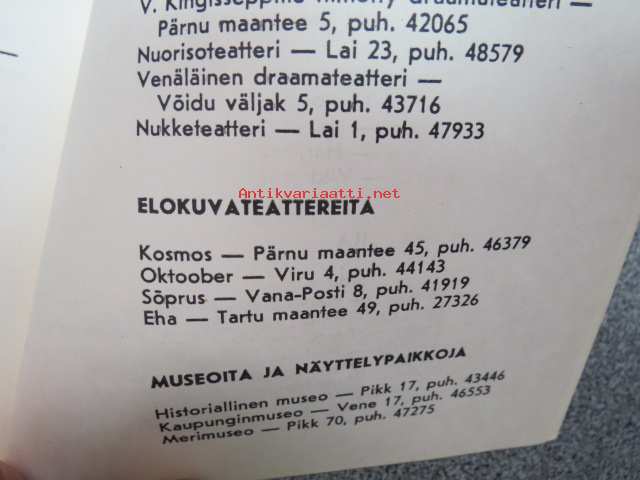 V. Kingisseppille nimetty draamateatteri —
Pärnu maantee 5, puh. 42065
Nuorisoteatteri — Lai 23, puh. 48579
Venäläinen draamateatteri —
Võidu väljak 5, puh. 43716
Nukketeatteri — Lai 1, puh. 47933
Antikvariaatti.net
ELOKUVATEATTEREITA
Kosmos — Pärnu maantee 45, puh. 46379
Oktoober — Viru 4, puh. 44143
Sõprus — Vana-Posti 8, puh. 41919
Eha — Tartu maantee 49, puh. 27326
MUSEOITA JA NÄYTTELYPAIKKOJA
Historiallinen museo — Pikk 17, puh. 43446
Kaupunginmuseo — Vene 17, puh. 46553
Merimuseo — Pikk 70, puh. 47275